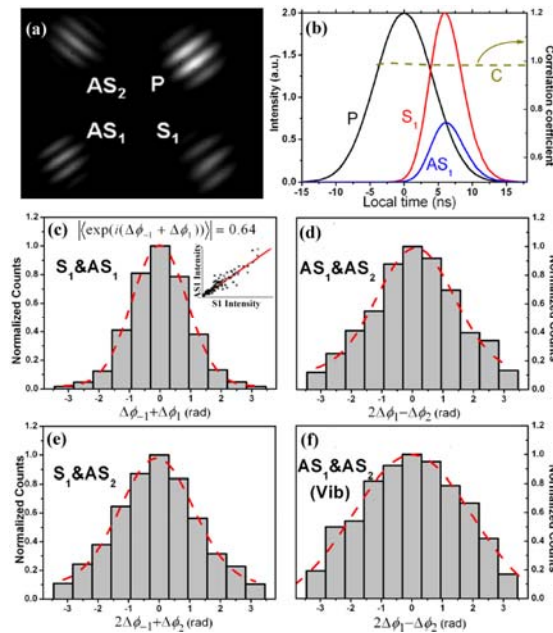 (a)
AS₂ P
AS₁ S₁
(b)
Intensity (a.u.)
2.0
1.5
1.0
0.5
0.0
P
S₁
AS₁
C
1.2
1.0
0.8
0.6
Correlation coefficient
-15 -10 -5 0 5 10 15
Local time (ns)
(c)
|⟨exp(i(Δϕ₋₁ + Δϕ₁))⟩| = 0.64
S₁&AS₁
AS1 Intensity
S1 Intensity
Normalized Counts
1.2
1.0
0.8
0.6
0.4
0.2
0.0
-3 -2 -1 0 1 2 3
Δϕ₋₁+Δϕ₁ (rad)
(d)
AS₁&AS₂
1.2
1.0
0.8
0.6
0.4
0.2
0.0
Normalized Counts
-3 -2 -1 0 1 2 3
2Δϕ₁−Δϕ₂ (rad)
(e)
S₁&AS₂
Normalized Counts
1.2
1.0
0.8
0.6
0.4
0.2
0.0
-3 -2 -1 0 1 2 3
2Δϕ₋₁+Δϕ₂ (rad)
(f)
AS₁&AS₂
(Vib)
1.2
1.0
0.8
0.6
0.4
0.2
0.0
Normalized Counts
-3 -2 -1 0 1 2 3
2Δϕ₁−Δϕ₂ (rad)